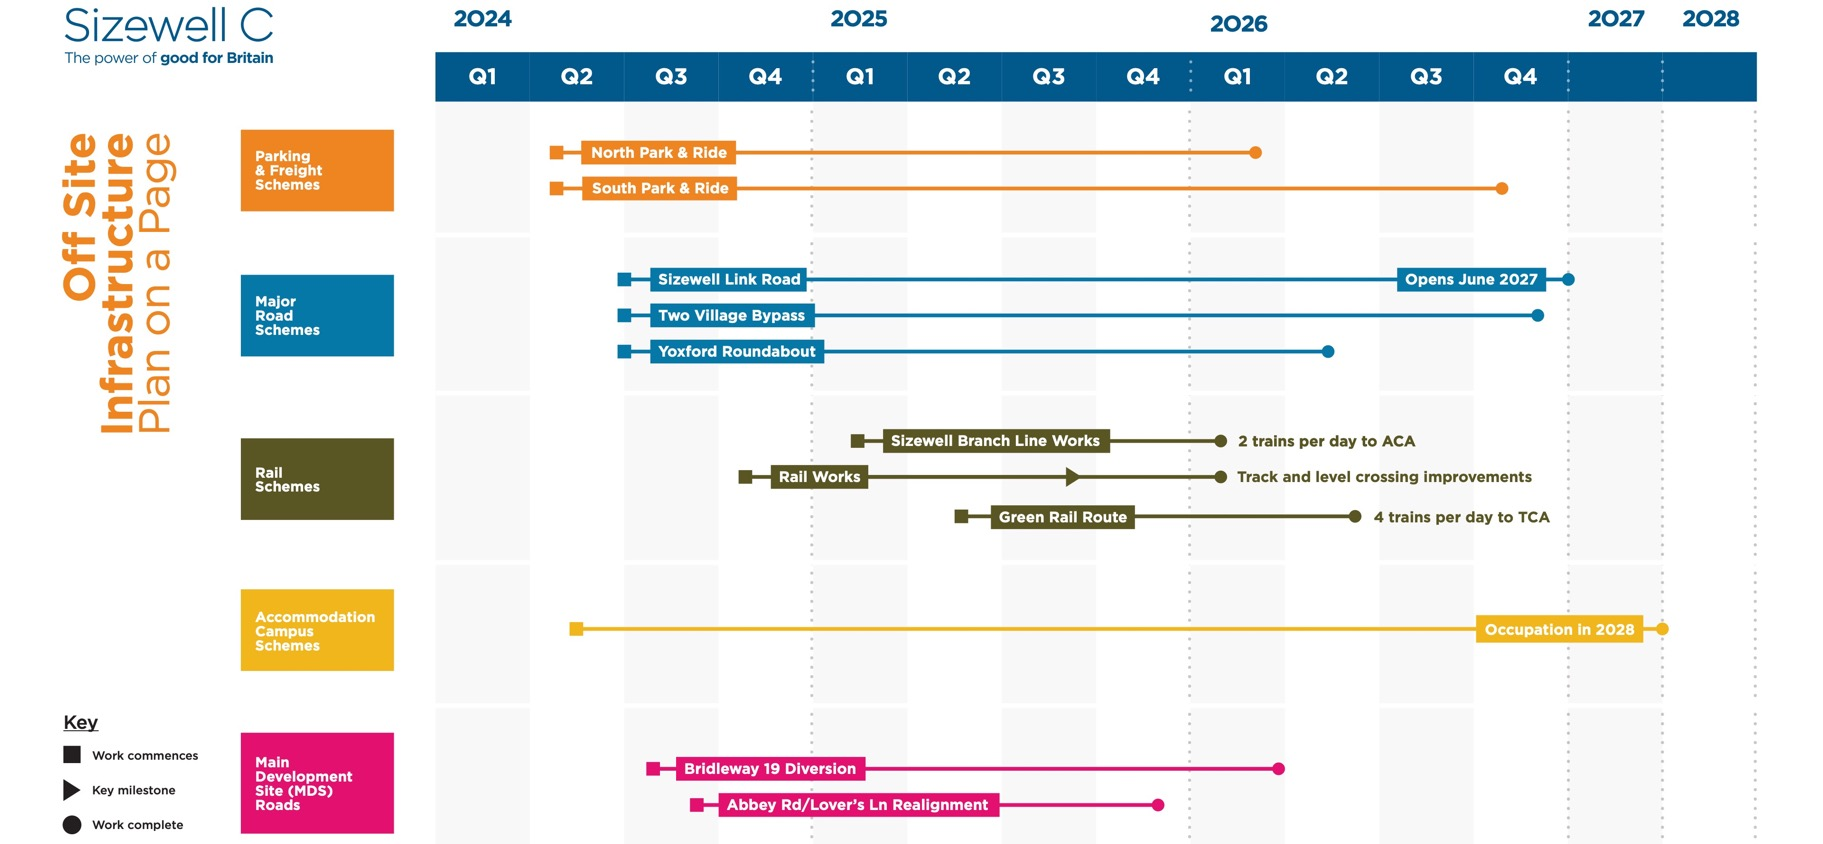 Sizewell C
The power of good for Britain
Off Site
Infrastructure
Plan on a Page
2024
2025
2026
2027
2028
Q1
Q2
Q3
Q4
Q1
Q2
Q3
Q4
Q1
Q2
Q3
Q4
Parking
& Freight
Schemes
North Park & Ride
South Park & Ride
Major
Road
Schemes
Sizewell Link Road
Opens June 2027
Two Village Bypass
Yoxford Roundabout
Rail
Schemes
Sizewell Branch Line Works
2 trains per day to ACA
Rail Works
Track and level crossing improvements
Green Rail Route
4 trains per day to TCA
Accommodation
Campus
Schemes
Occupation in 2028
Main
Development
Site (MDS)
Roads
Bridleway 19 Diversion
Abbey Rd/Lover's Ln Realignment
Key
Work commences
Key milestone
Work complete